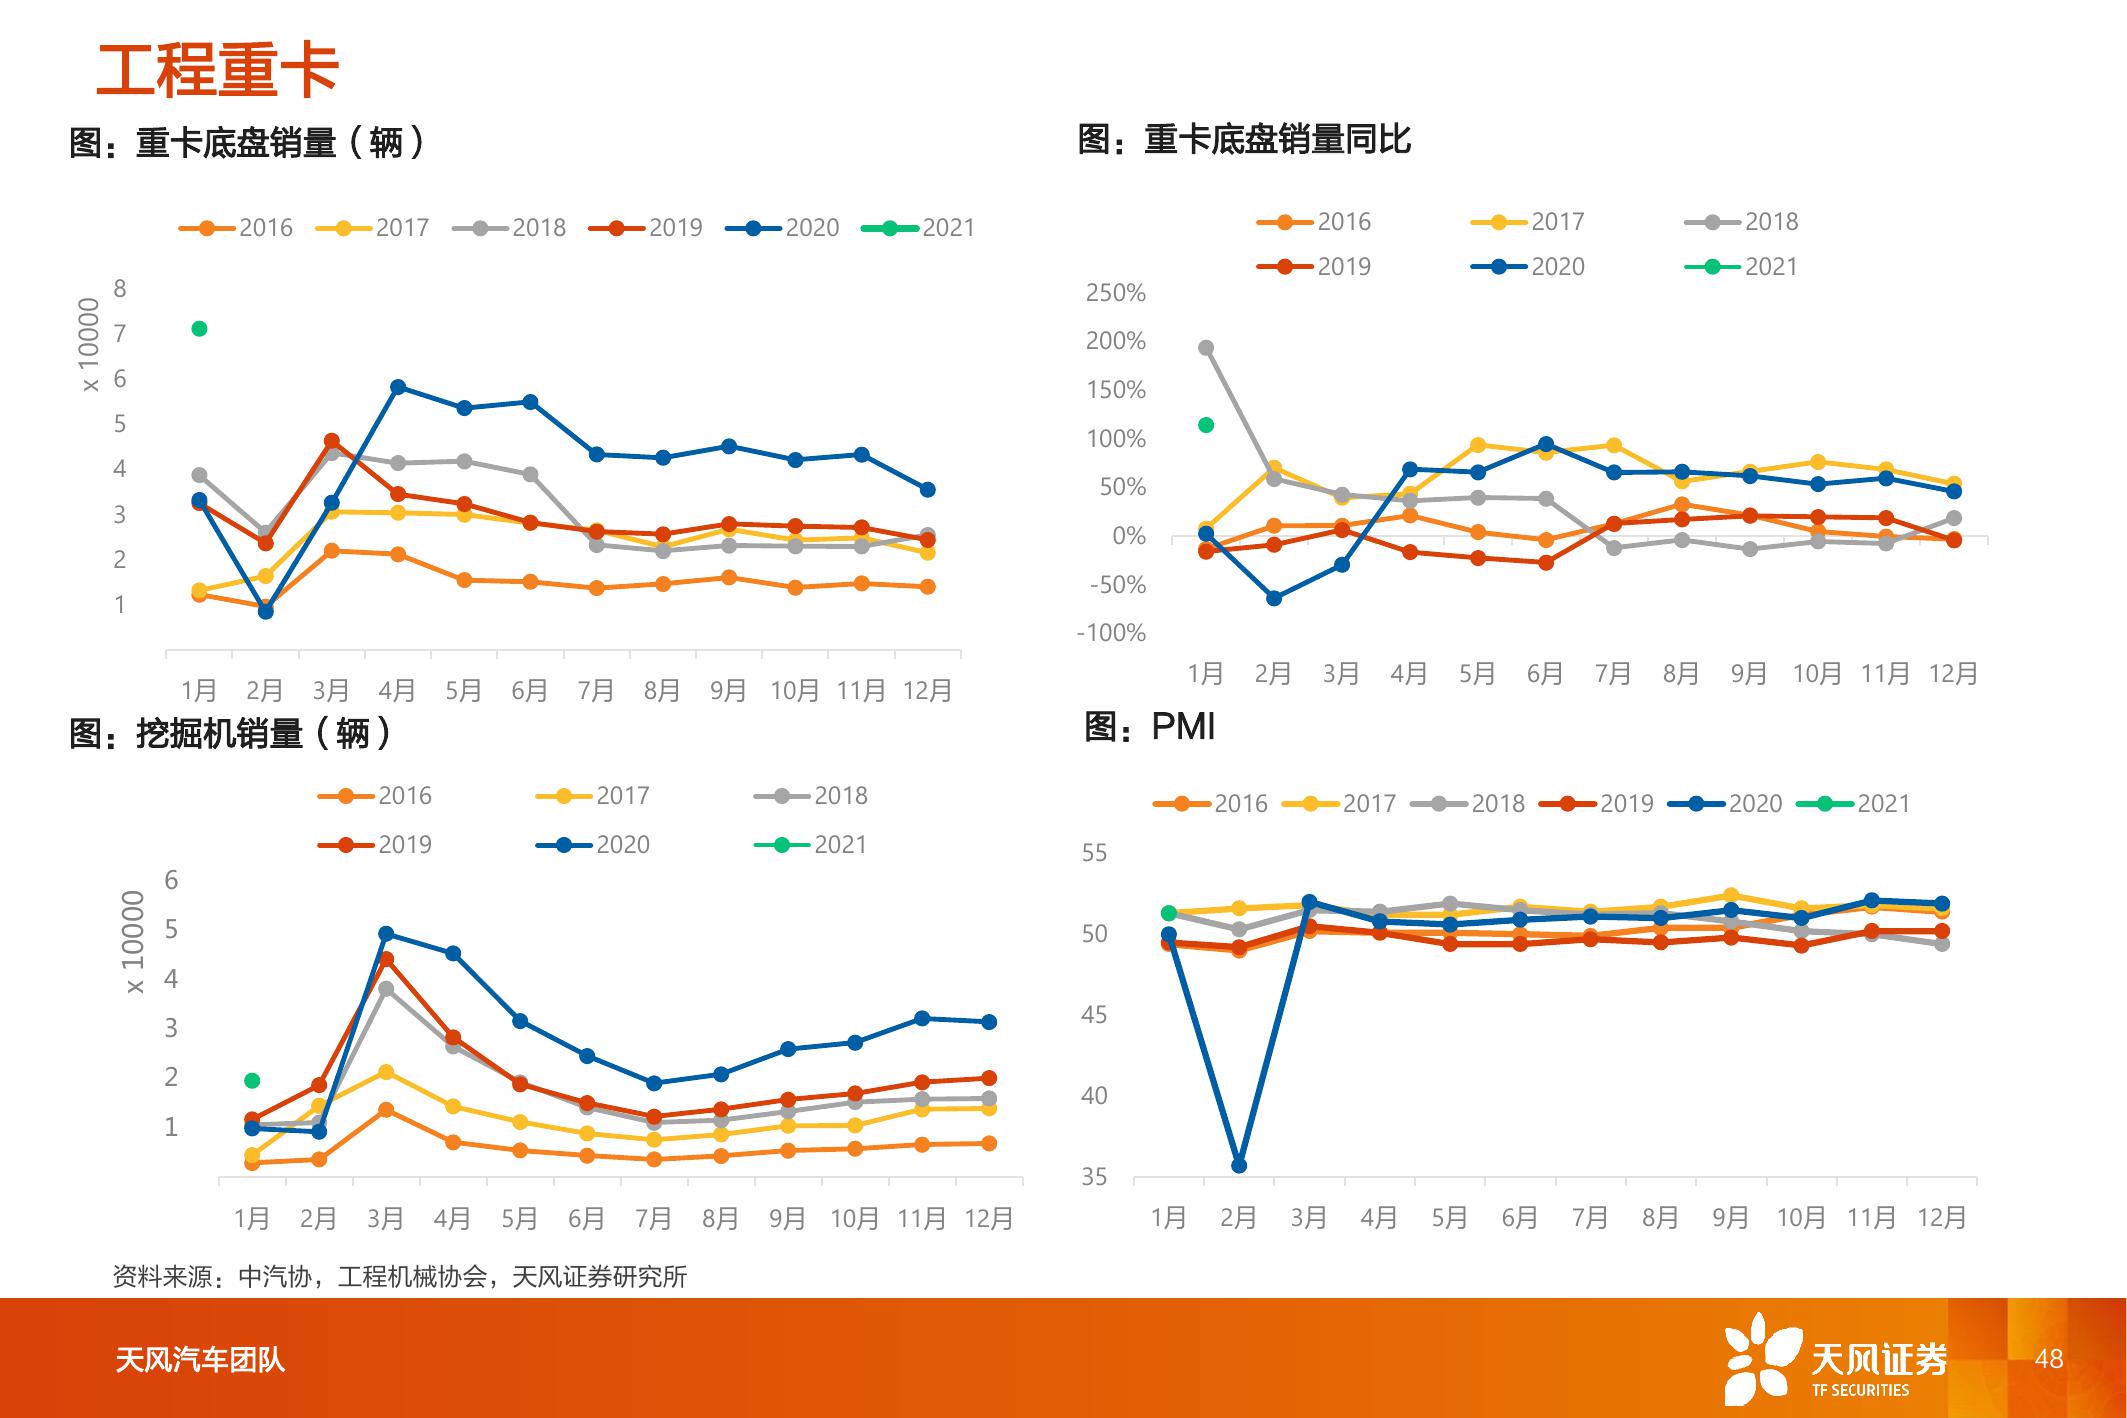 工程重卡
图：重卡底盘销量（辆）
2016 2017 2018 2019 2020 2021
x 10000
8
7
6
5
4
3
2
1
1月 2月 3月 4月 5月 6月 7月 8月 9月 10月 11月 12月
图：重卡底盘销量同比
2016 2017 2018
2019 2020 2021
250%
200%
150%
100%
50%
0%
-50%
-100%
1月 2月 3月 4月 5月 6月 7月 8月 9月 10月 11月 12月
图：挖掘机销量（辆）
2016 2017 2018
2019 2020 2021
x 10000
6
5
4
3
2
1
1月 2月 3月 4月 5月 6月 7月 8月 9月 10月 11月 12月
图：PMI
2016 2017 2018 2019 2020 2021
55
50
45
40
35
1月 2月 3月 4月 5月 6月 7月 8月 9月 10月 11月 12月
资料来源：中汽协，工程机械协会，天风证券研究所
天风汽车团队
天风证券
TF SECURITIES
48